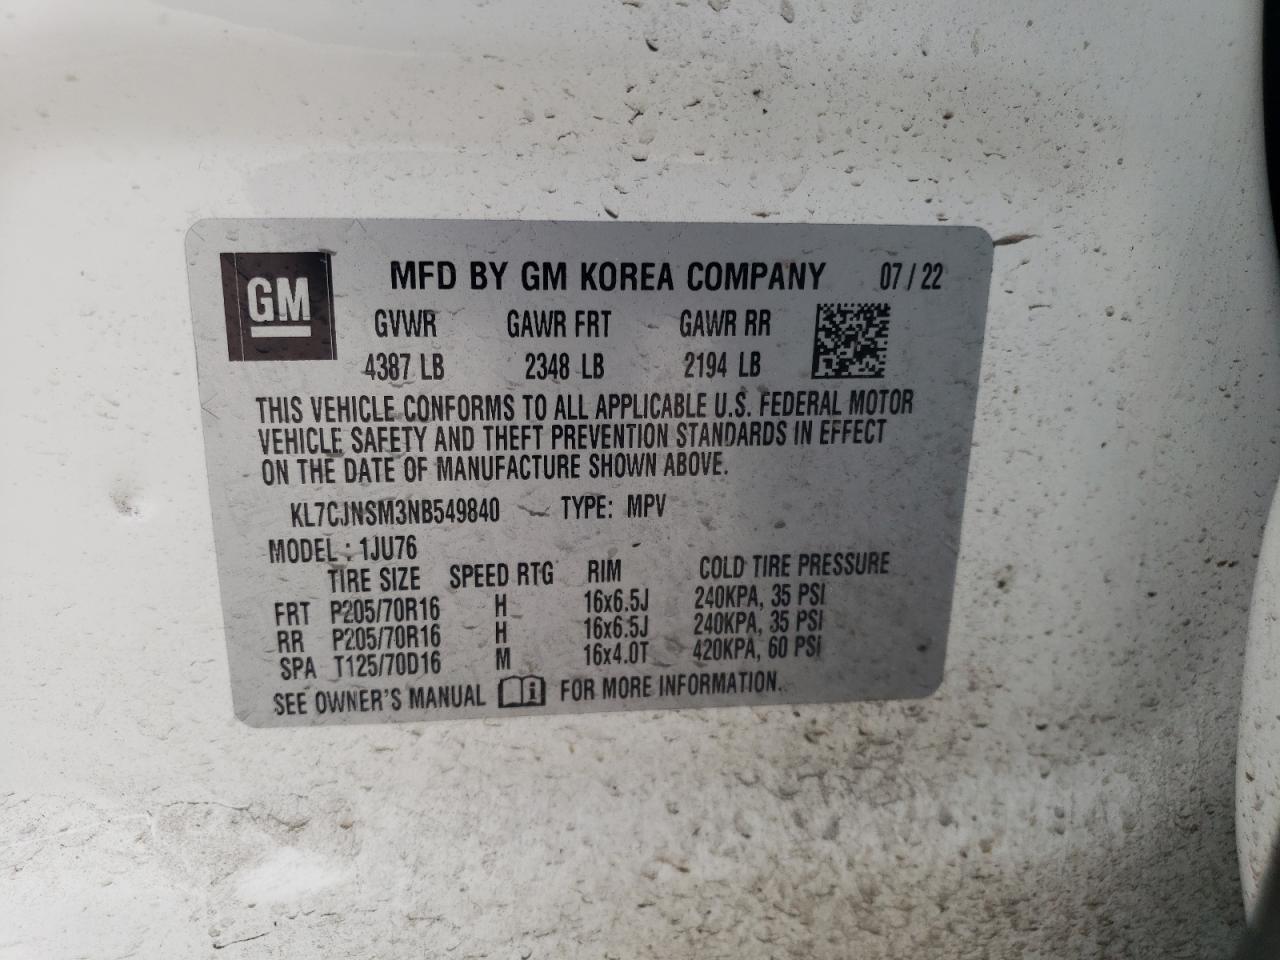 GM
MFD BY GM KOREA COMPANY 07/22
GVWR GAWR FRT GAWR RR
4387 LB 2348 LB 2194 LB
THIS VEHICLE CONFORMS TO ALL APPLICABLE U.S. FEDERAL MOTOR
VEHICLE SAFETY AND THEFT PREVENTION STANDARDS IN EFFECT
ON THE DATE OF MANUFACTURE SHOWN ABOVE.
KL7CJNSM3NB549840 TYPE: MPV
MODEL: 1JU76
TIRE SIZE SPEED RTG RIM COLD TIRE PRESSURE
FRT P205/70R16 H 16x6.5J 240KPA, 35 PSI
RR P205/70R16 H 16x6.5J 240KPA, 35 PSI
SPA T125/70D16 M 16x4.0T 420KPA, 60 PSI
SEE OWNER'S MANUAL FOR MORE INFORMATION.